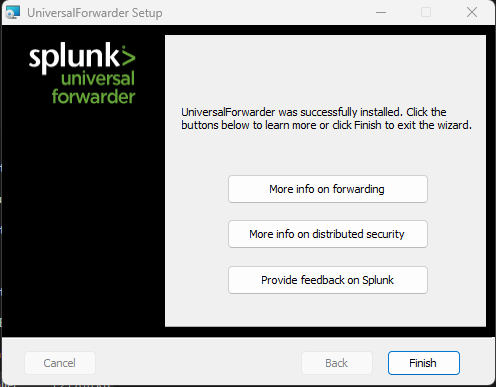 UniversalForwarder Setup
splunk>
universal
forwarder
UniversalForwarder was successfully installed. Click the
buttons below to learn more or click Finish to exit the wizard.
More info on forwarding
More info on distributed security
Provide feedback on Splunk
Cancel
Back
Finish